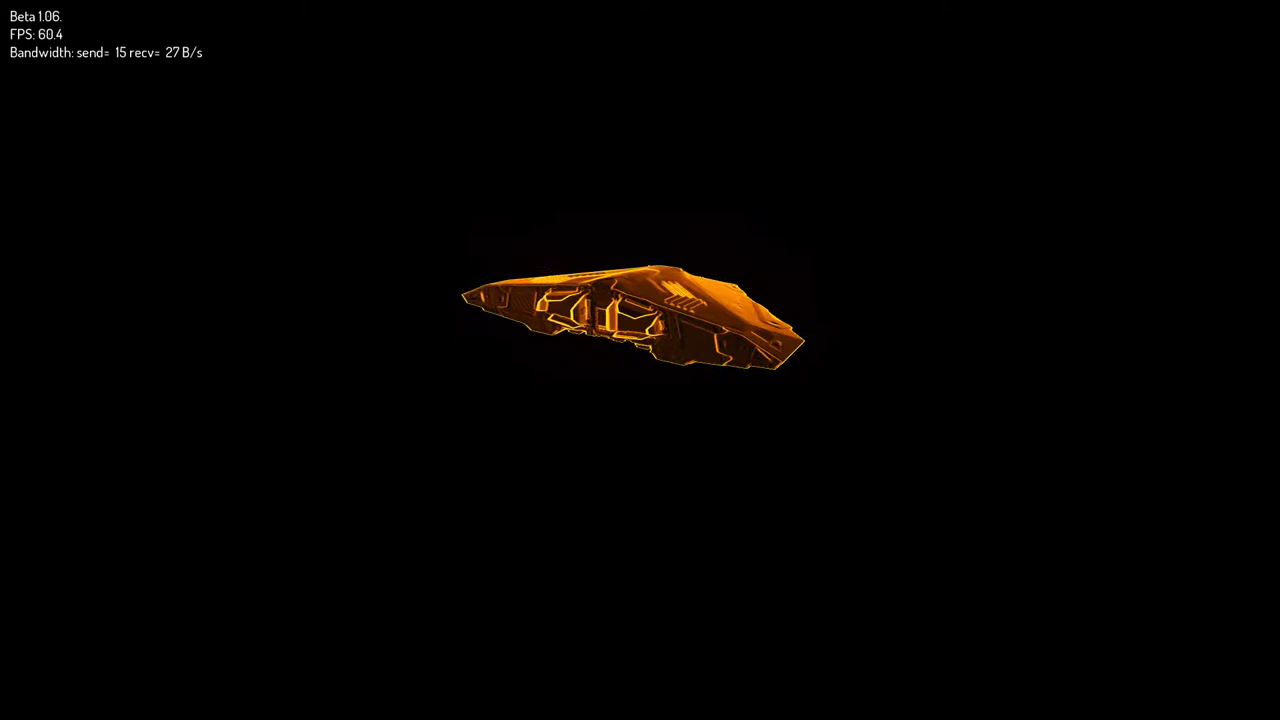 Beta 1.06.
FPS: 60.4
Bandwidth: send= 15 recv= 27 B/s